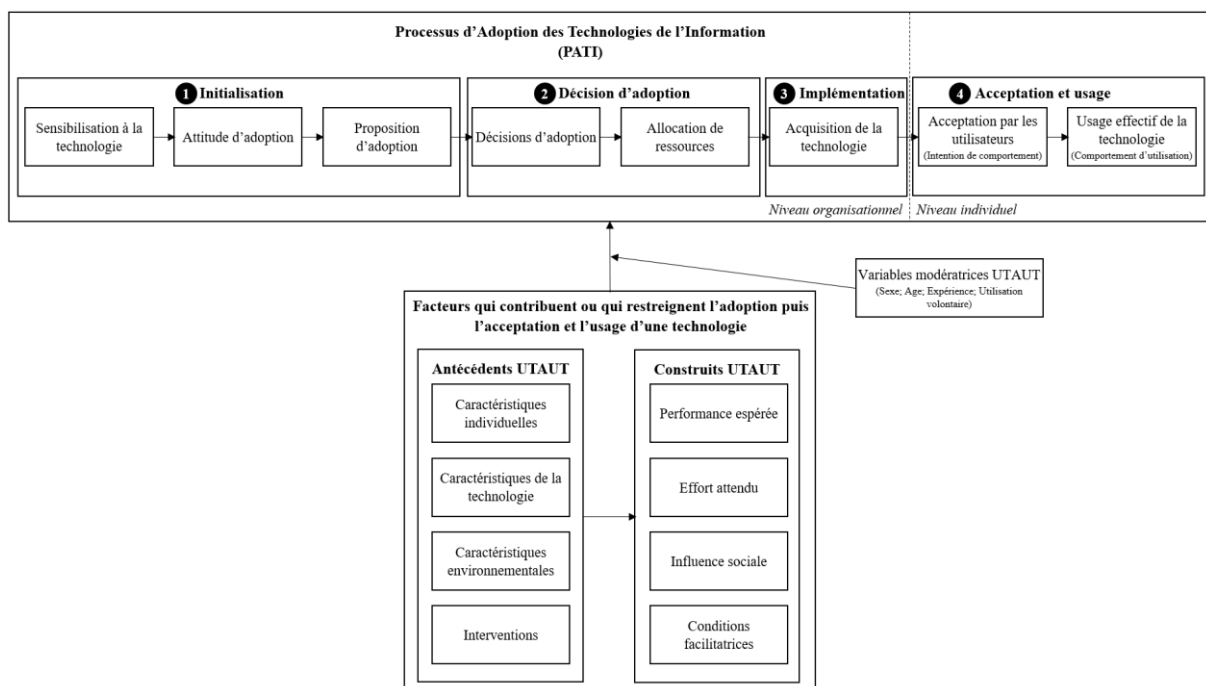 Processus d'Adoption des Technologies de l'Information
(PATI)
1 Initialisation
Sensibilisation à la
technologie
Attitude d'adoption
Proposition
d'adoption
2 Décision d'adoption
Décisions d'adoption
Allocation de
ressources
3 Implémentation
Acquisition de la
technologie
4 Acceptation et usage
Acceptation par les
utilisateurs
(Intention de comportement)
Usage effectif de la
technologie
(Comportement d'utilisation)
Niveau organisationnel
Niveau individuel
Variables modératrices UTAUT
(Sexe; Age; Expérience; Utilisation
volontaire)
Facteurs qui contribuent ou qui restreignent l'adoption puis
l'acceptation et l'usage d'une technologie
Antécédents UTAUT
Caractéristiques
individuelles
Caractéristiques de la
technologie
Caractéristiques
environnementales
Interventions
Construits UTAUT
Performance espérée
Effort attendu
Influence sociale
Conditions
facilitatrices